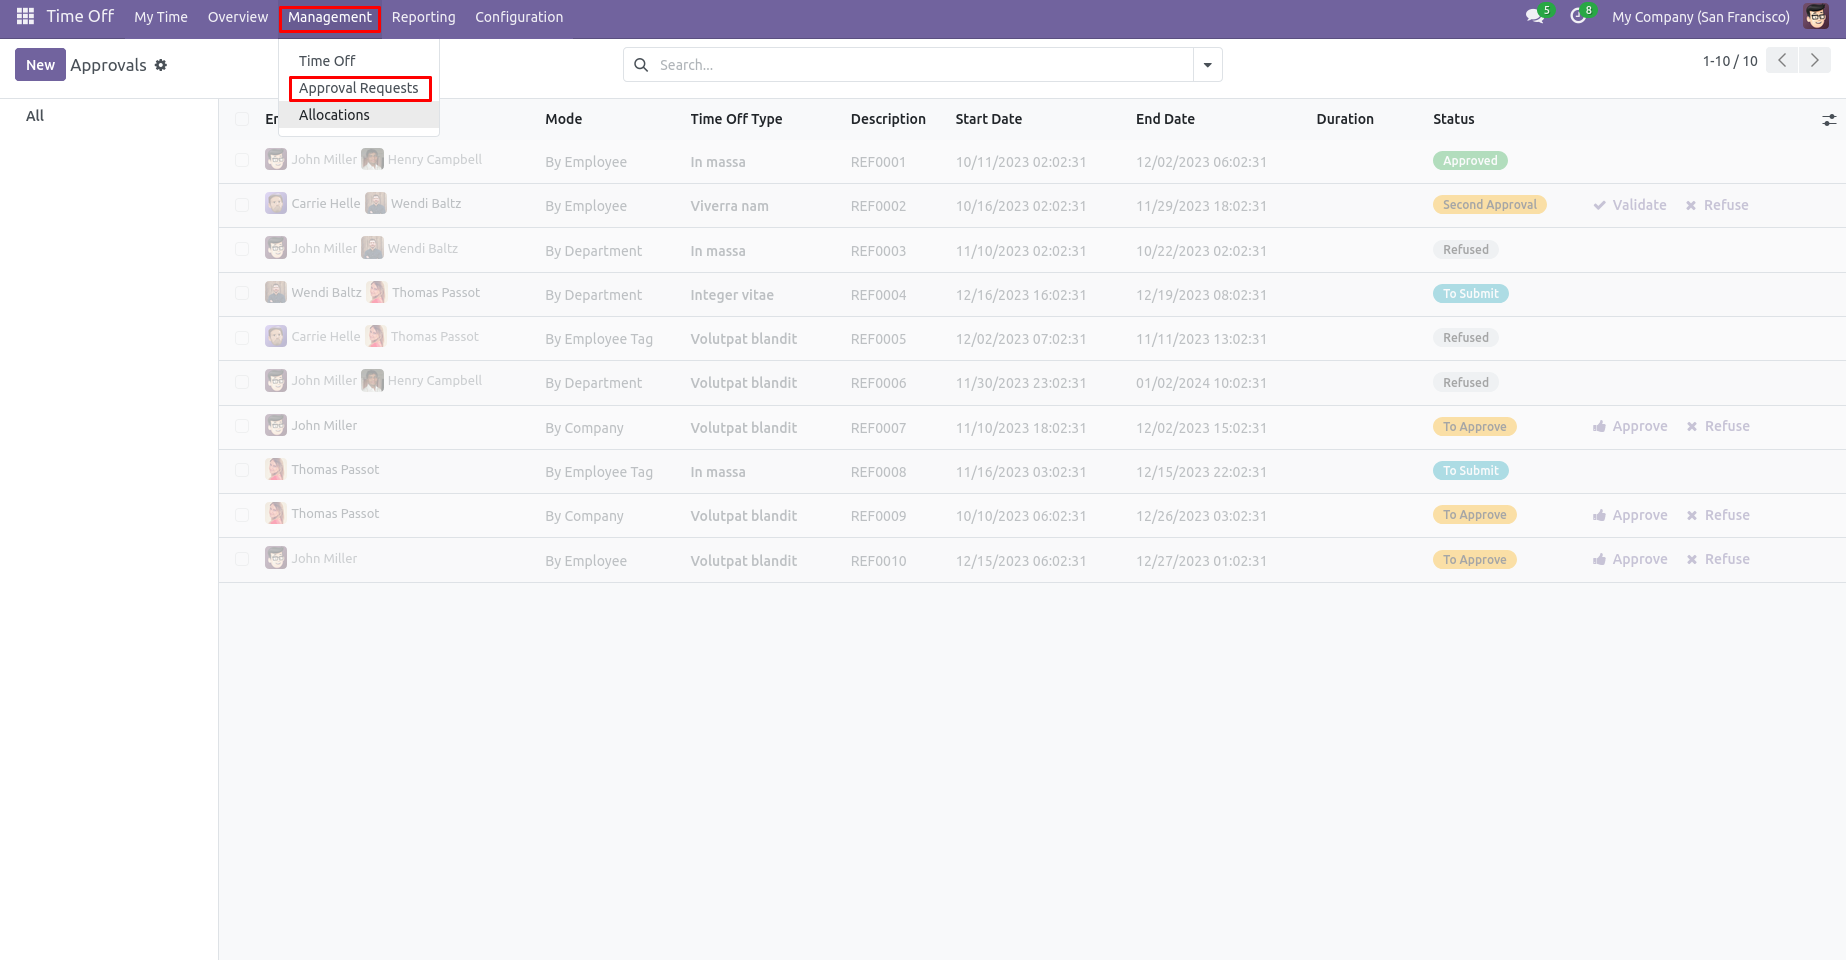 Time Off My Time Overview Management Reporting Configuration 5 8 My Company (San Francisco)
New Approvals Search... 1-10 / 10
Time Off
Approval Requests
Allocations
All
Mode Time Off Type Description Start Date End Date Duration Status
John Miller Henry Campbell By Employee In massa REF0001 10/11/2023 02:02:31 12/02/2023 06:02:31 Approved
Carrie Helle Wendi Baltz By Employee Viverra nam REF0002 10/16/2023 02:02:31 11/29/2023 18:02:31 Second Approval Validate Refuse
John Miller Wendi Baltz By Department In massa REF0003 11/10/2023 02:02:31 10/22/2023 02:02:31 Refused
Wendi Baltz Thomas Passot By Department Integer vitae REF0004 12/16/2023 16:02:31 12/19/2023 08:02:31 To Submit
Carrie Helle Thomas Passot By Employee Tag Volutpat blandit REF0005 12/02/2023 07:02:31 11/11/2023 13:02:31 Refused
John Miller Henry Campbell By Department Volutpat blandit REF0006 11/30/2023 23:02:31 01/02/2024 10:02:31 Refused
John Miller By Company Volutpat blandit REF0007 11/10/2023 18:02:31 12/02/2023 15:02:31 To Approve Approve Refuse
Thomas Passot By Employee Tag In massa REF0008 11/16/2023 03:02:31 12/15/2023 22:02:31 To Submit
Thomas Passot By Company Volutpat blandit REF0009 10/10/2023 06:02:31 12/26/2023 03:02:31 To Approve Approve Refuse
John Miller By Employee Volutpat blandit REF0010 12/15/2023 06:02:31 12/27/2023 01:02:31 To Approve Approve Refuse